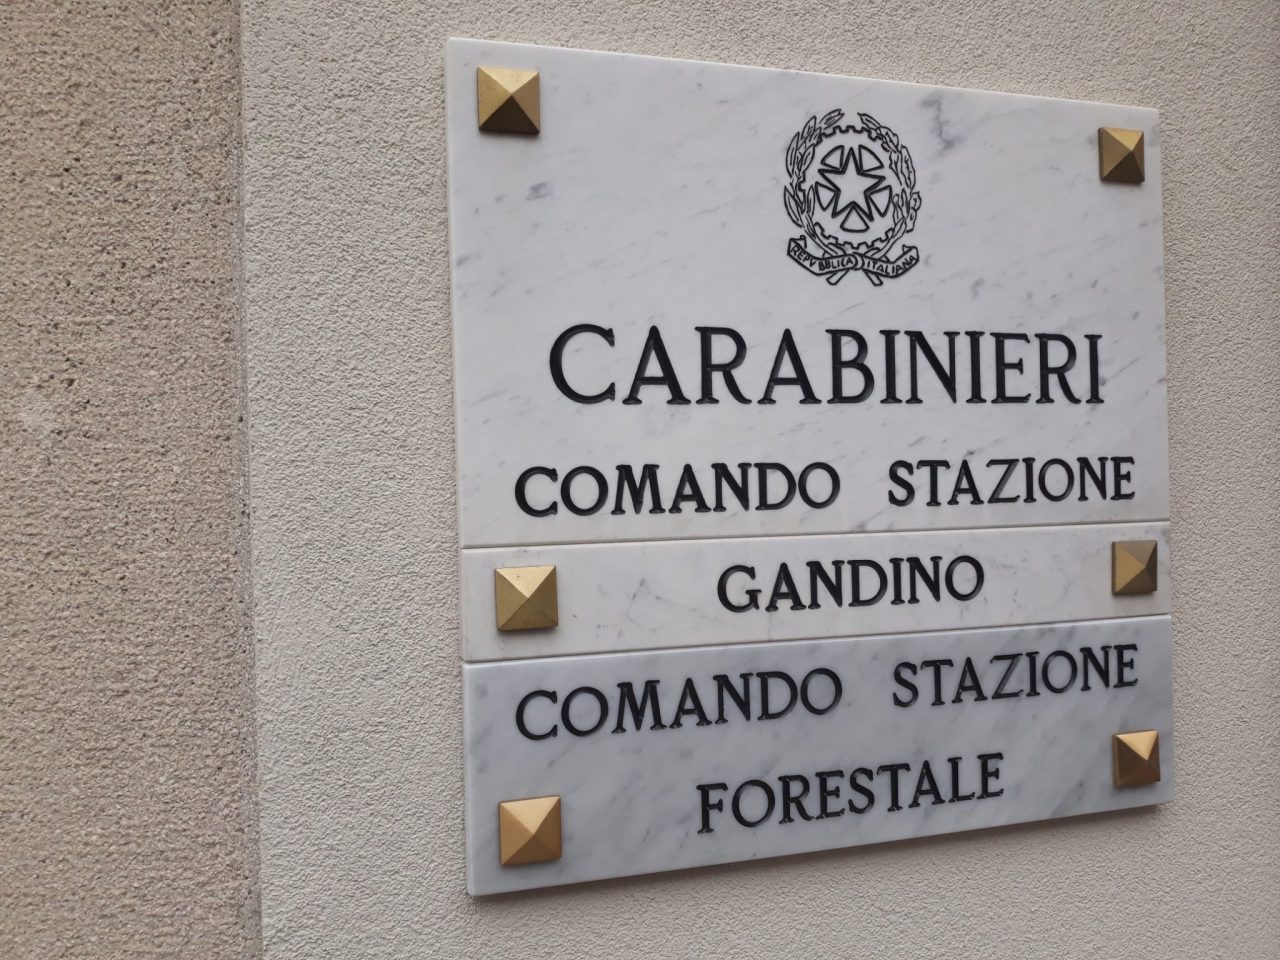 REPVBBLICA ITALIANA
CARABINIERI
COMANDO STAZIONE
GANDINO
COMANDO STAZIONE
FORESTALE